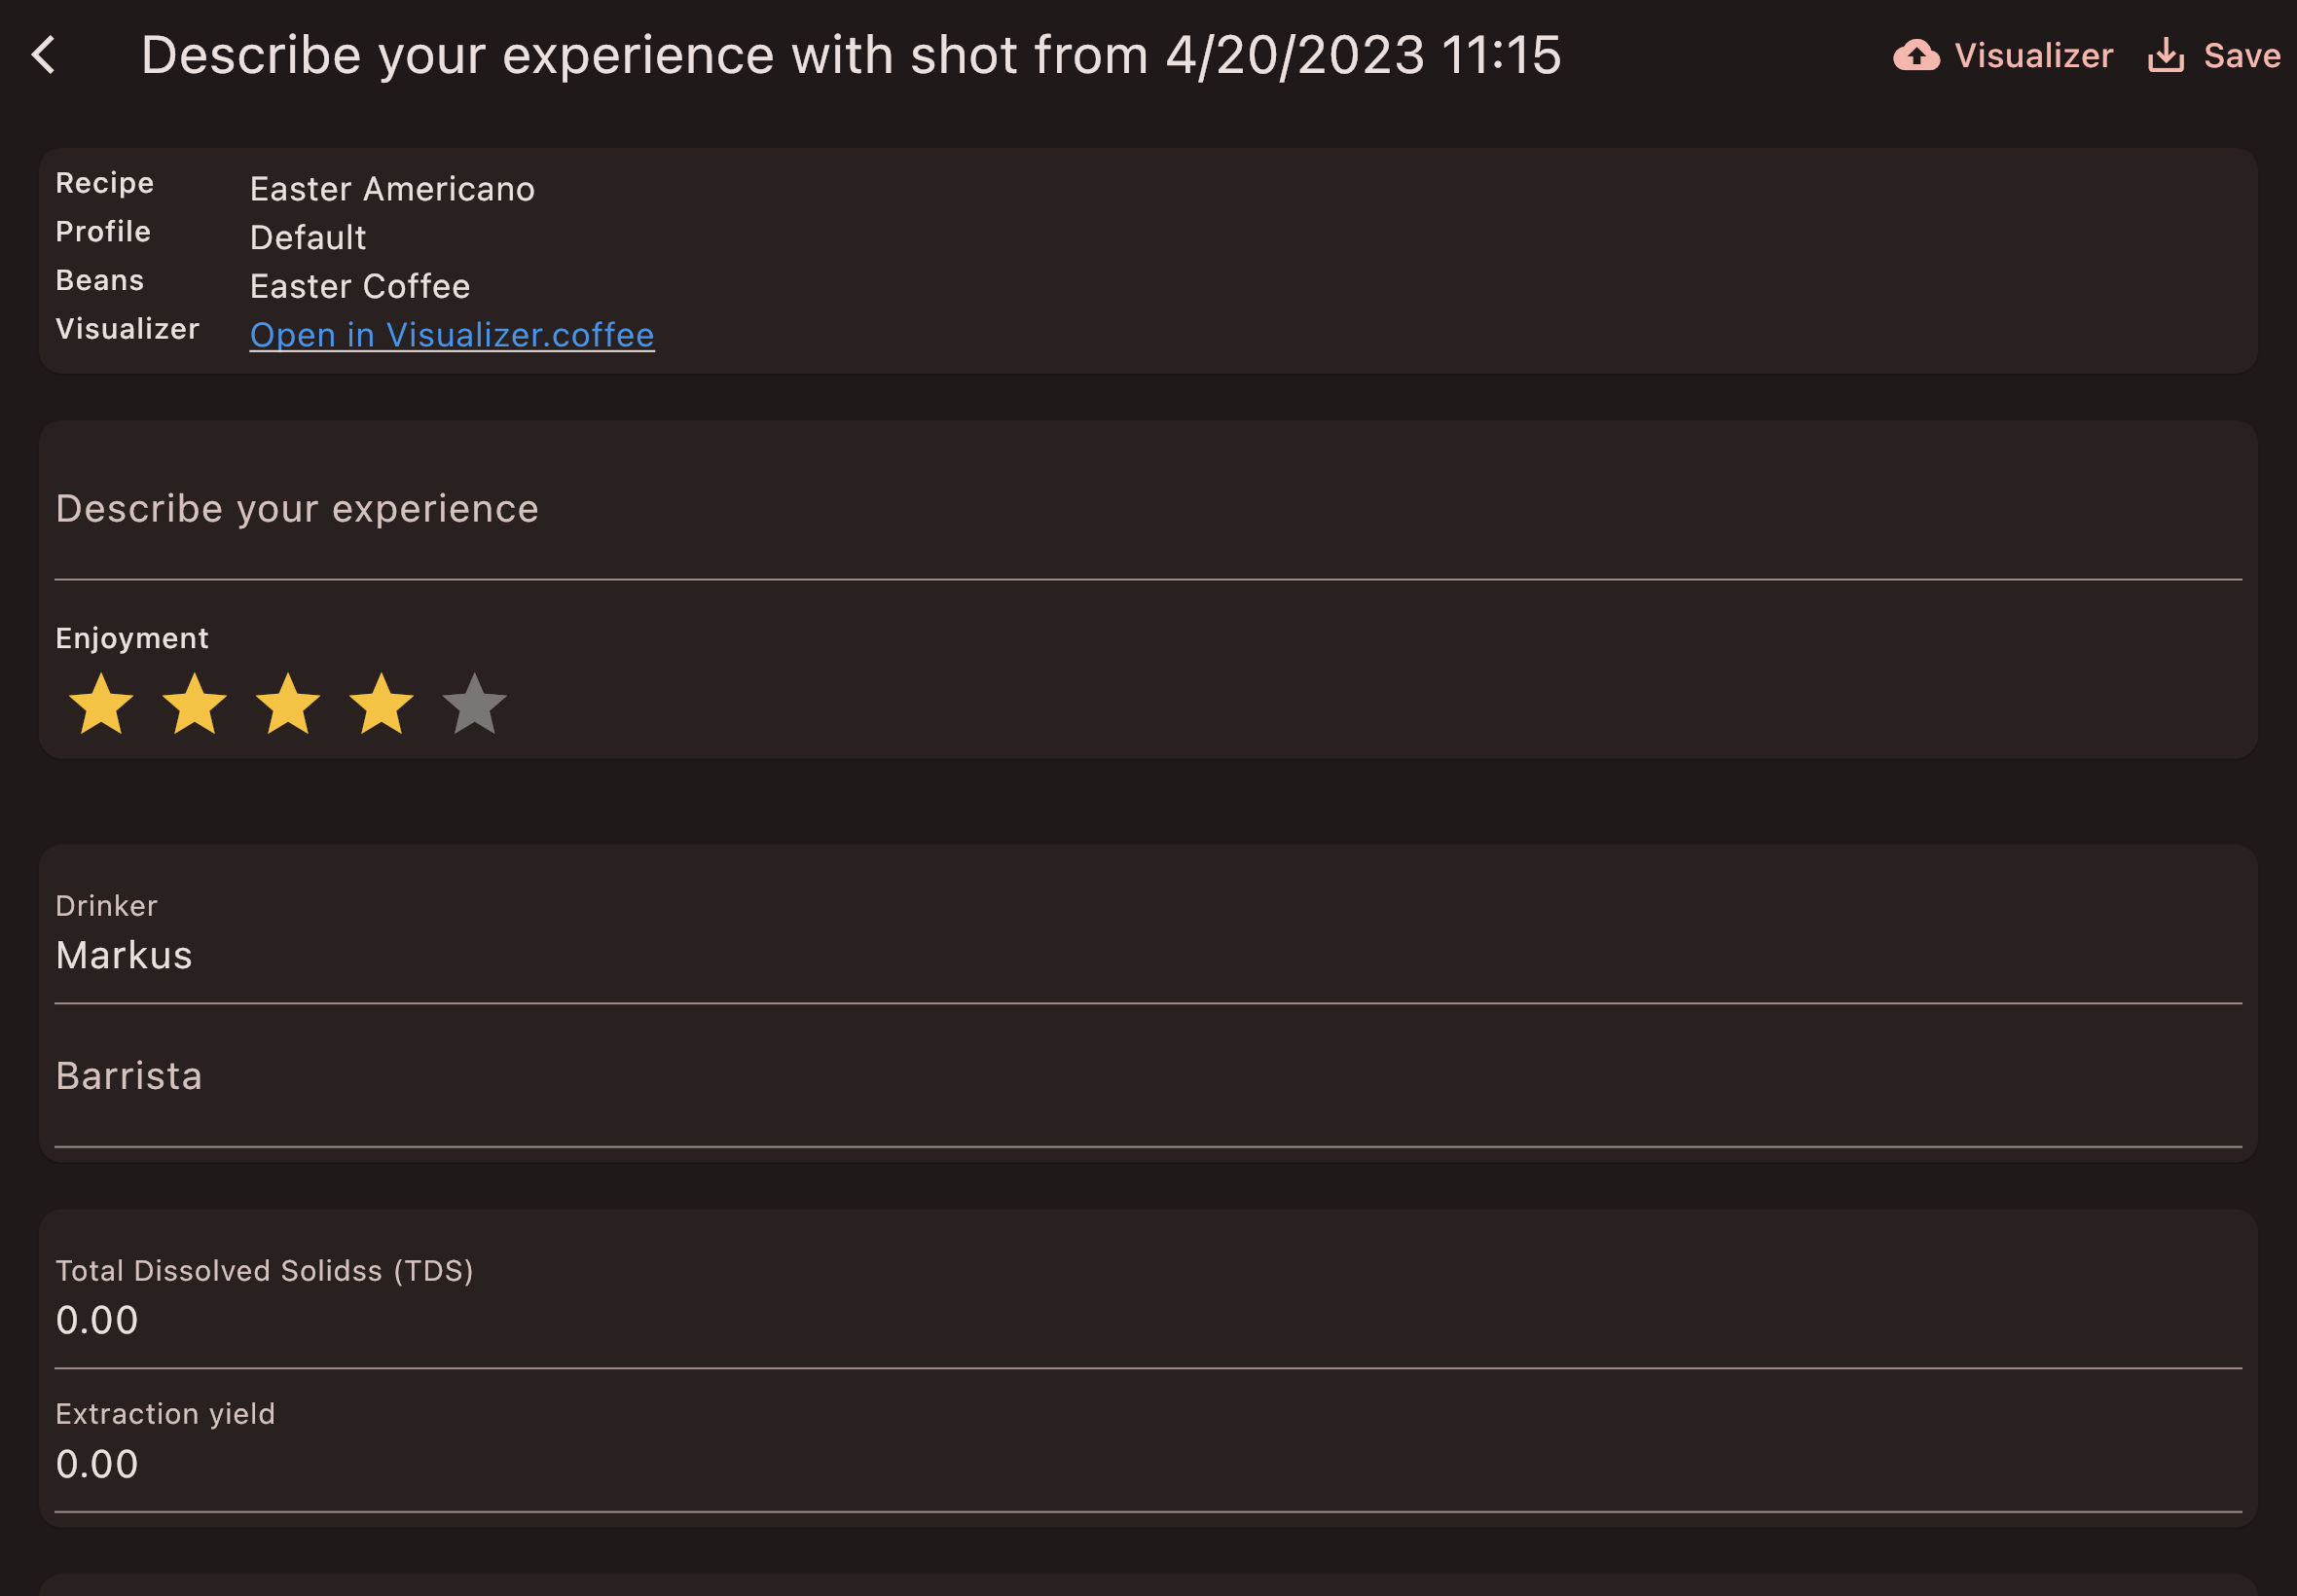 Describe your experience with shot from 4/20/2023 11:15
Visualizer
Save
Recipe Easter Americano
Profile Default
Beans Easter Coffee
Visualizer Open in Visualizer.coffee
Describe your experience
Enjoyment
Drinker
Markus
Barrista
Total Dissolved Solidss (TDS)
0.00
Extraction yield
0.00